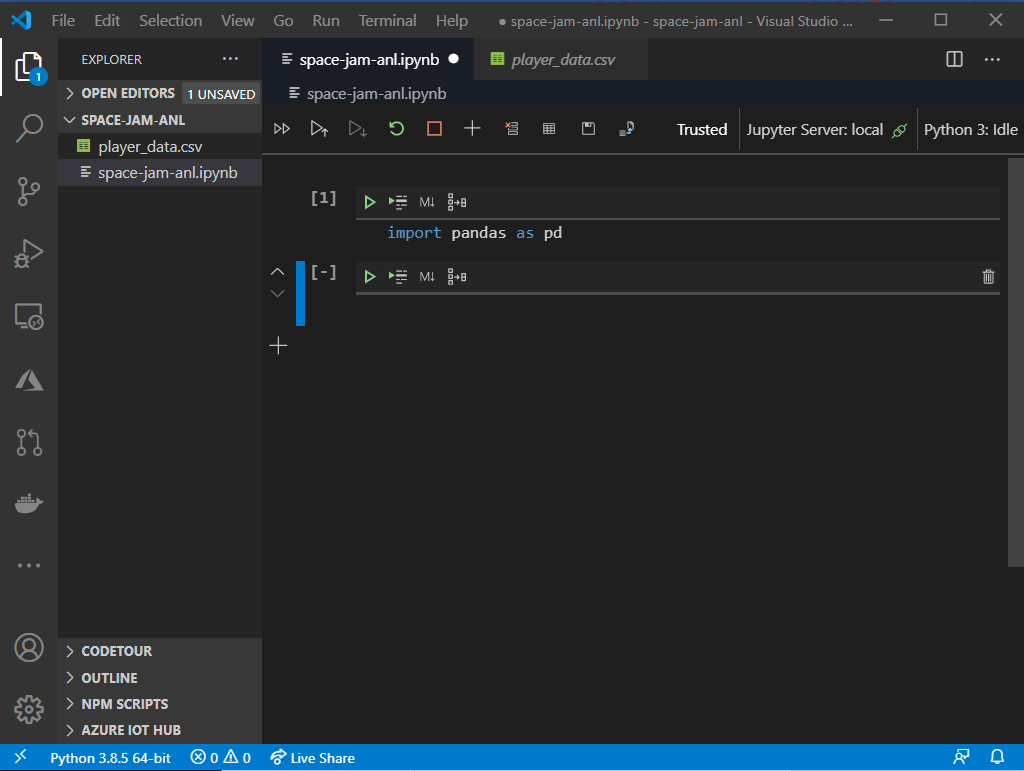 File Edit Selection View Go Run Terminal Help ● space-jam-anl.ipynb - space-jam-anl - Visual Studio ...
EXPLORER ...
space-jam-anl.ipynb ● player_data.csv ...
OPEN EDITORS 1 UNSAVED
space-jam-anl.ipynb
SPACE-JAM-ANL
Trusted Jupyter Server: local Python 3: Idle
player_data.csv
space-jam-anl.ipynb
[1] M↓
import pandas as pd
[-] M↓
1
CODETOUR
OUTLINE
NPM SCRIPTS
AZURE IOT HUB
Python 3.8.5 64-bit 0 0 Live Share